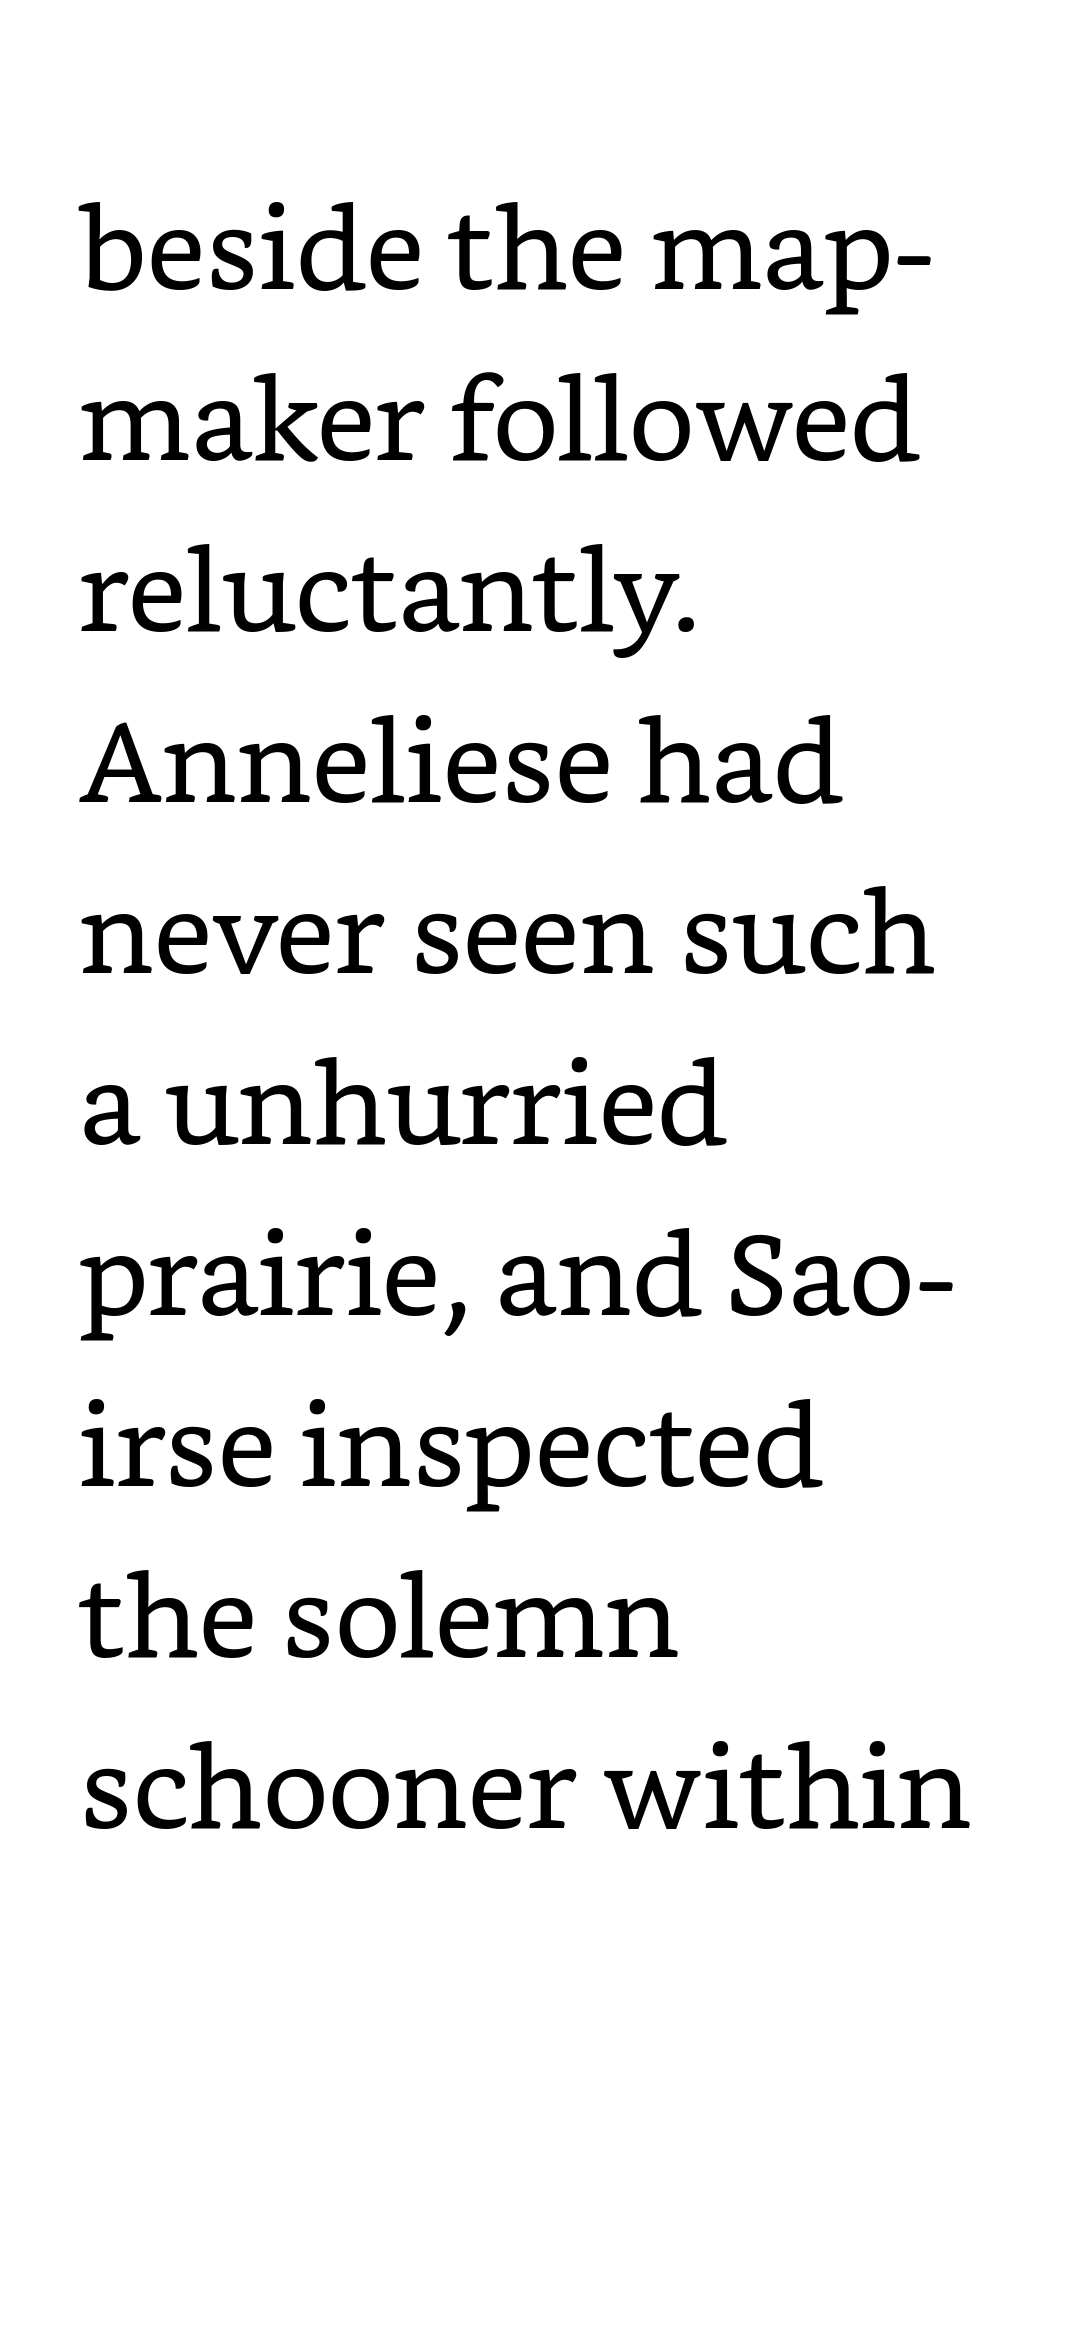 beside the map-
maker followed
reluctantly.
Anneliese had
never seen such
a unhurried
prairie, and Sao-
irse inspected
the solemn
schooner within